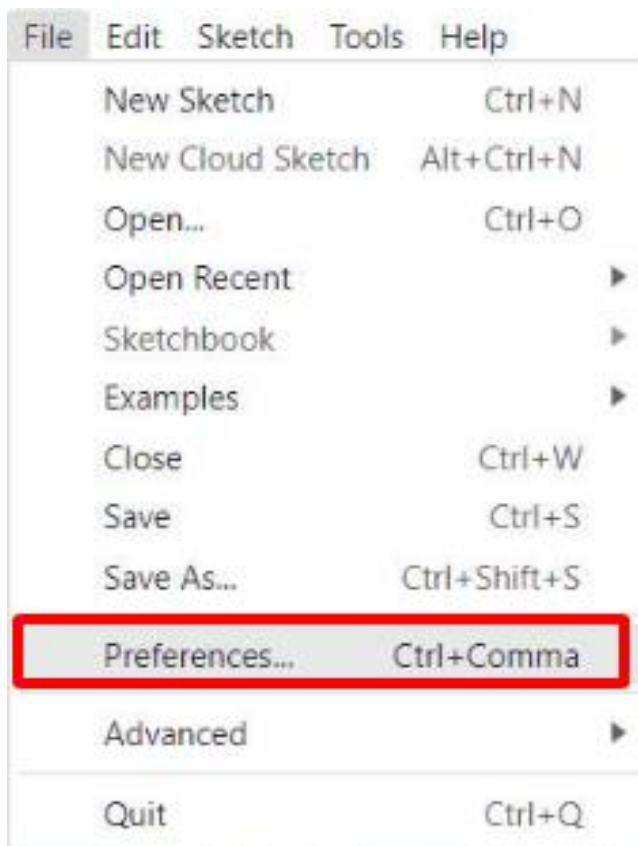 File Edit Sketch Tools Help
New Sketch Ctrl+N
New Cloud Sketch Alt+Ctrl+N
Open... Ctrl+O
Open Recent
Sketchbook
Examples
Close Ctrl+W
Save Ctrl+S
Save As... Ctrl+Shift+S
Preferences... Ctrl+Comma
Advanced
Quit Ctrl+Q